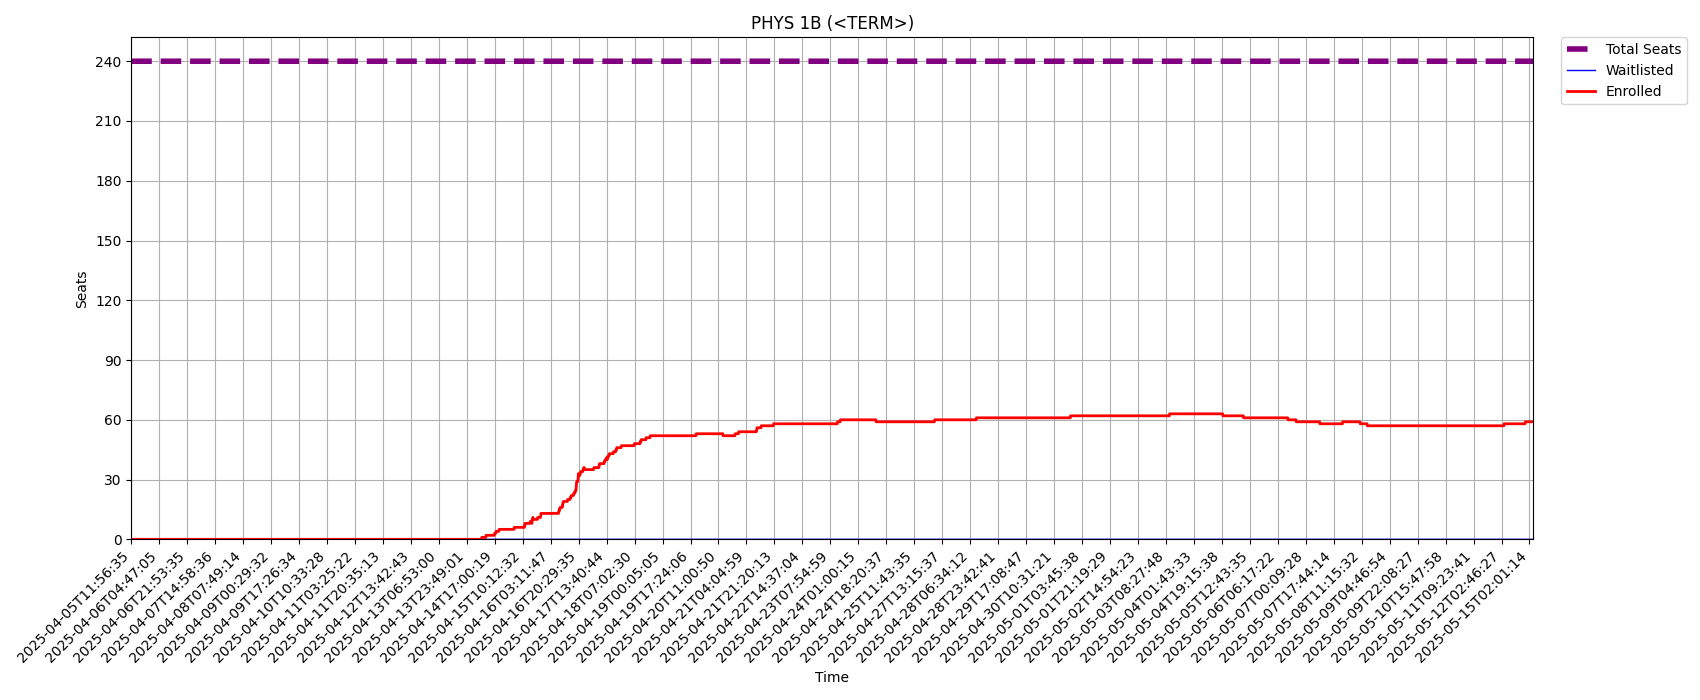 PHYS 1B (<TERM>)
Total Seats
Waitlisted
Enrolled
240
210
180
150
120
90
60
30
0
Seats
2025-04-05T11:56:35
2025-04-06T04:47:05
2025-04-06T21:53:35
2025-04-07T14:58:36
2025-04-08T07:49:14
2025-04-09T00:29:32
2025-04-09T17:26:34
2025-04-10T10:33:28
2025-04-11T03:25:22
2025-04-11T20:35:13
2025-04-12T13:42:43
2025-04-13T06:53:00
2025-04-13T23:49:01
2025-04-14T17:00:19
2025-04-15T10:12:32
2025-04-16T03:11:47
2025-04-16T20:29:35
2025-04-17T13:40:44
2025-04-18T07:02:30
2025-04-19T00:05:05
2025-04-19T17:24:06
2025-04-20T11:00:50
2025-04-21T04:04:59
2025-04-21T21:20:13
2025-04-22T14:37:04
2025-04-23T07:54:59
2025-04-24T01:00:15
2025-04-24T18:20:37
2025-04-25T11:43:35
2025-04-27T13:15:37
2025-04-28T06:34:12
2025-04-28T23:42:41
2025-04-29T17:08:47
2025-04-30T10:31:21
2025-05-01T03:45:38
2025-05-01T21:19:29
2025-05-02T14:54:23
2025-05-03T08:27:48
2025-05-04T01:43:33
2025-05-04T19:15:38
2025-05-05T12:43:35
2025-05-06T06:17:22
2025-05-07T00:09:28
2025-05-07T17:44:14
2025-05-08T11:15:32
2025-05-09T04:46:54
2025-05-09T22:08:27
2025-05-10T15:47:58
2025-05-11T09:23:41
2025-05-12T02:46:27
2025-05-15T02:01:14
Time